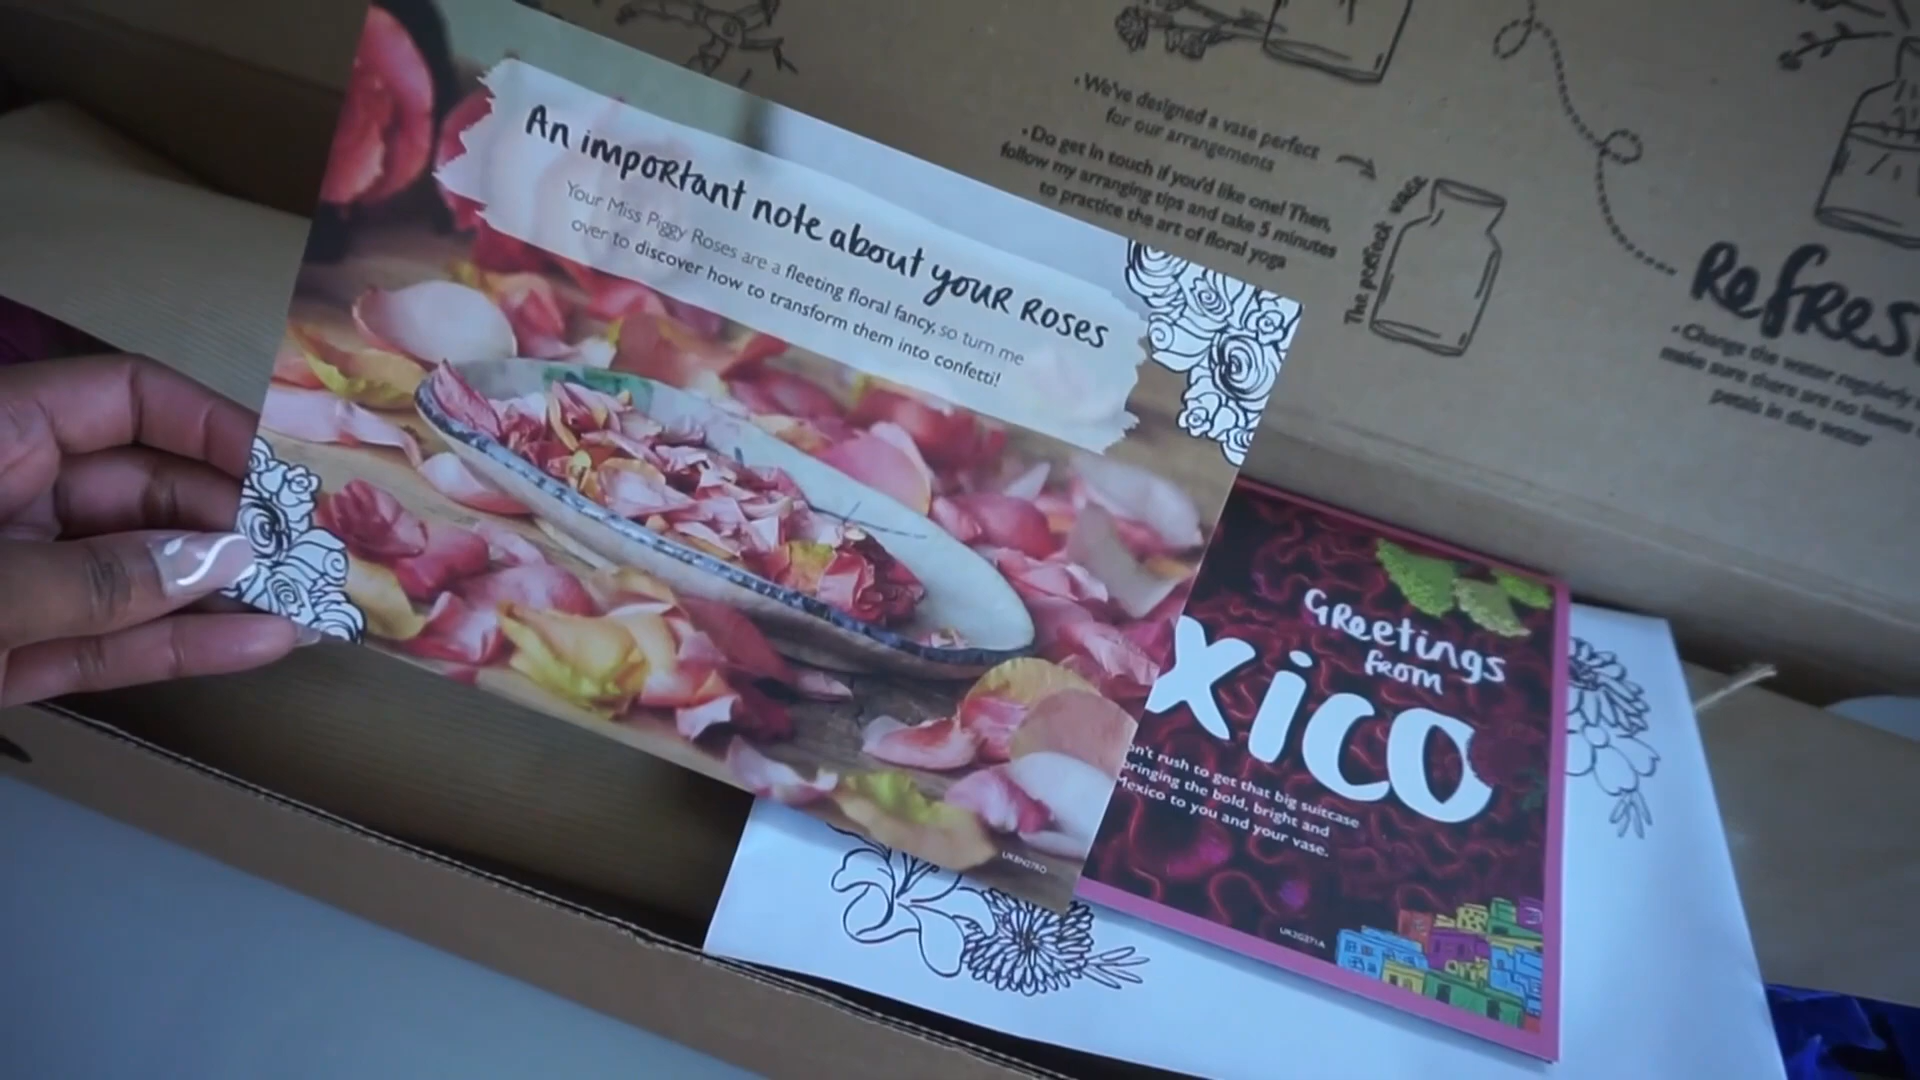 An important note about your Roses
Your Miss Piggy Roses are a fleeting floral fancy, so turn me
over to discover how to transform them into confetti!
UKBN278O
• We've designed a vase perfect
for our arrangements
• Do get in touch if you'd like one! Then,
follow my arranging tips and take 5 minutes
to practice the art of floral yoga
The perfect vase
Refres
• Change the water regularly
make sure there are no leaves
petals in the water
Greetings
from
xico
on't rush to get that big suitcase
bringing the bold, bright and
Mexico to you and your vase.